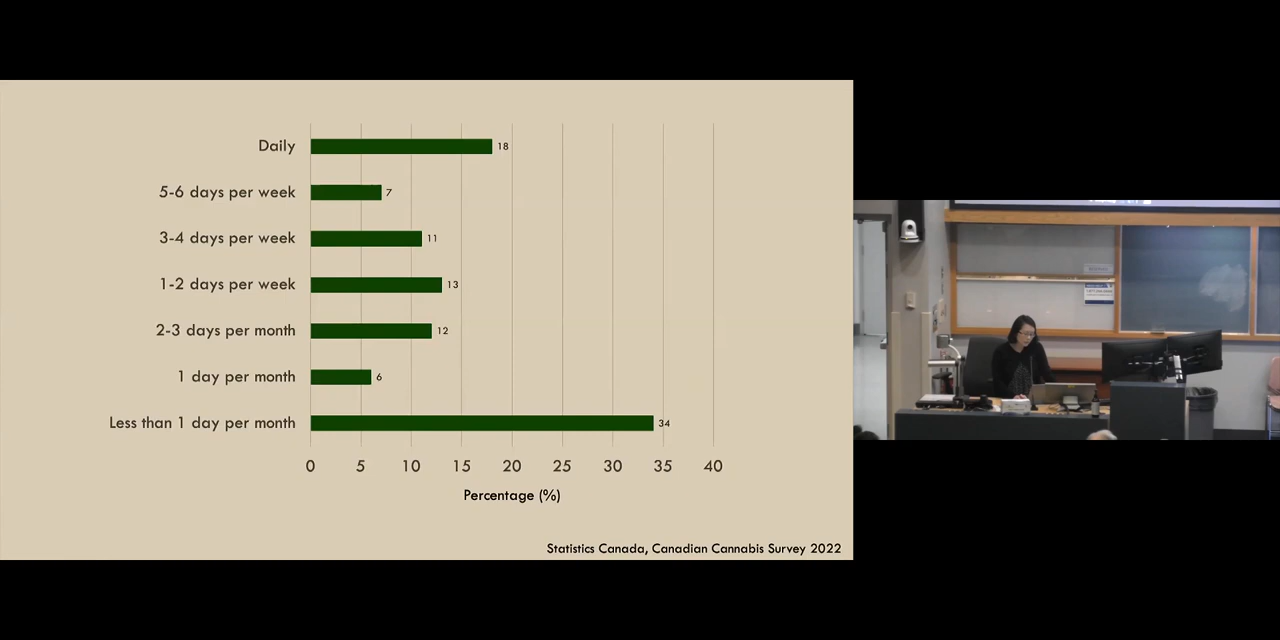 Daily 18
5-6 days per week 7
3-4 days per week 11
1-2 days per week 13
2-3 days per month 12
1 day per month 6
Less than 1 day per month 34
0 5 10 15 20 25 30 35 40
Percentage (%)
Statistics Canada, Canadian Cannabis Survey 2022